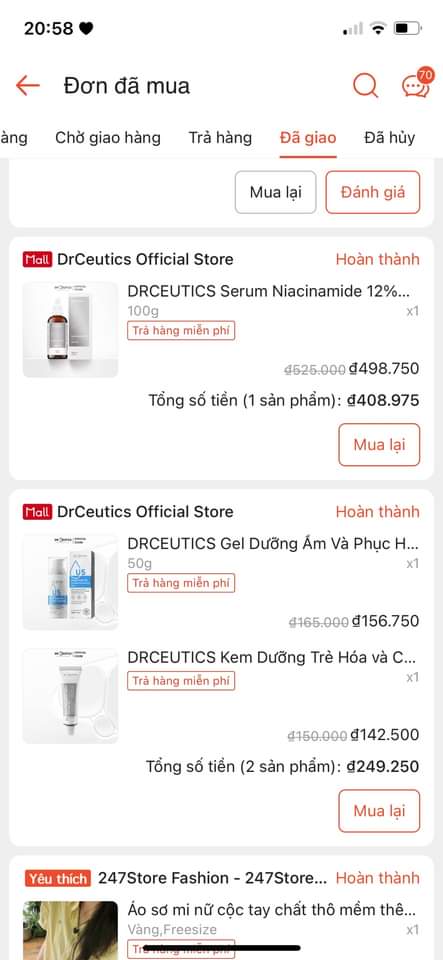 20:58
Đơn đã mua
70
àng
Chờ giao hàng
Trả hàng
Đã giao
Đã hủy
Mua lại
Đánh giá
Mall DrCeutics Official Store
Hoàn thành
DRCEUTICS Serum Niacinamide 12%...
100g
x1
Trả hàng miễn phí
₫525.000 ₫498.750
Tổng số tiền (1 sản phẩm): ₫408.975
Mua lại
Mall DrCeutics Official Store
Hoàn thành
DRCEUTICS Gel Dưỡng Ẩm Và Phục H...
50g
x1
Trả hàng miễn phí
₫165.000 ₫156.750
DRCEUTICS Kem Dưỡng Trẻ Hóa và C...
x1
Trả hàng miễn phí
₫150.000 ₫142.500
Tổng số tiền (2 sản phẩm): ₫249.250
Mua lại
Yêu thích 247Store Fashion - 247Store...
Hoàn thành
Áo sơ mi nữ cộc tay chất thô mềm thê...
Vàng,Freesize
x1
Trả hàng miễn phí